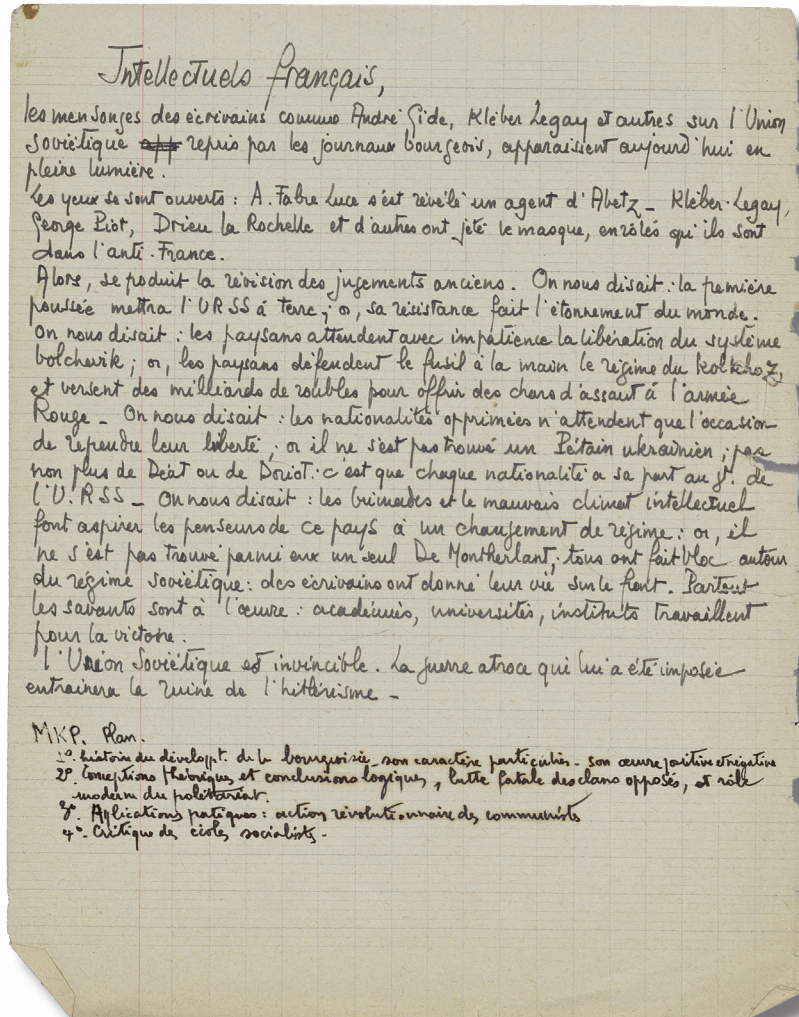 Intellectuels français,
les mensonges des écrivains comme André Gide, Kléber Legay et autres sur l'Union
soviétique app repris par les journaux bourgeois, apparaissent aujourd'hui en
pleine lumière.
Les yeux se sont ouverts : A. Fabre Luce s'est révélé un agent d'Abetz _ Kléber-Legay,
George Piot, Drieu la Rochelle et d'autres ont jeté le masque, enrôlés qu'ils sont
dans l'anti-France.
Alors, se produit la révision des jugements anciens. On nous disait : la première
poussée mettra l'URSS à terre ; or, sa résistance fait l'étonnement du monde.
On nous disait : les paysans attendent avec impatience la libération du système
bolchevik ; or, les paysans défendent le fusil à la main le régime du kolkhoz,
et versent des milliards de roubles pour offrir des chars d'assaut à l'armée
Rouge _ On nous disait : les nationalités opprimées n'attendent que l'occasion
de reprendre leur liberté ; or il ne s'est pas trouvé un Pétain ukrainien ; pas
non plus de Déat ou de Doriot : c'est que chaque nationalité a sa part au gt. de
l'U.RSS _ On nous disait : les brimades et le mauvais climat intellectuel
font aspirer les penseurs de ce pays à un changement de régime : or, il
ne s'est pas trouvé parmi eux un seul De Montherlant ; tous ont fait bloc autour
du régime soviétique : des écrivains ont donné leur vie sur le front. Partout
les savants sont à l'œuvre : académies, universités, instituts travaillent
pour la victoire.
l'Union Soviétique est invincible. La guerre atroce qui lui a été imposée
entrainera la ruine de l'hitlérisme _
MKP. Plan.
1º. histoire du développt. de la bourgeoisie _ son caractère particulier - son œuvre positive et négative
2º. Conceptions théoriques et conclusions logiques, lutte fatale des clans opposés, et rôle
moderne du prolétariat.
3º. Applications pratiques : action révolutionnaire des communistes
4º. Critique des écoles socialistes -